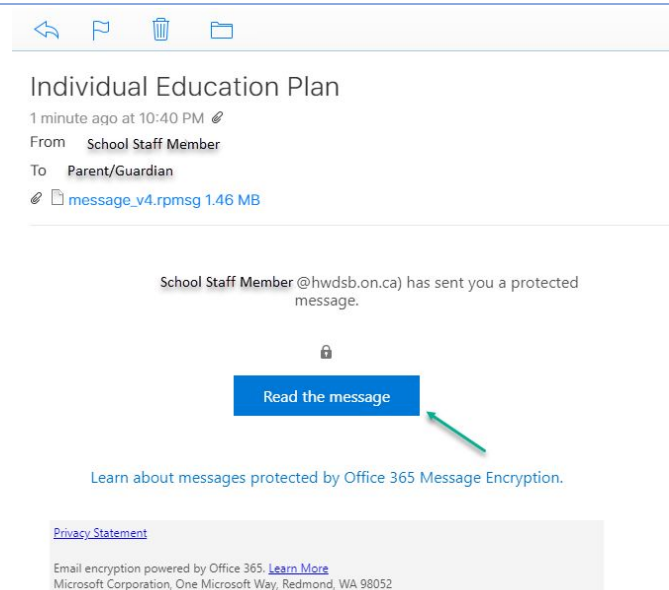 Individual Education Plan
1 minute ago at 10:40 PM
From School Staff Member
To Parent/Guardian
message_v4.rpmsg 1.46 MB
School Staff Member @hwdsb.on.ca) has sent you a protected
message.
Read the message
Learn about messages protected by Office 365 Message Encryption.
Privacy Statement
Email encryption powered by Office 365. Learn More
Microsoft Corporation, One Microsoft Way, Redmond, WA 98052